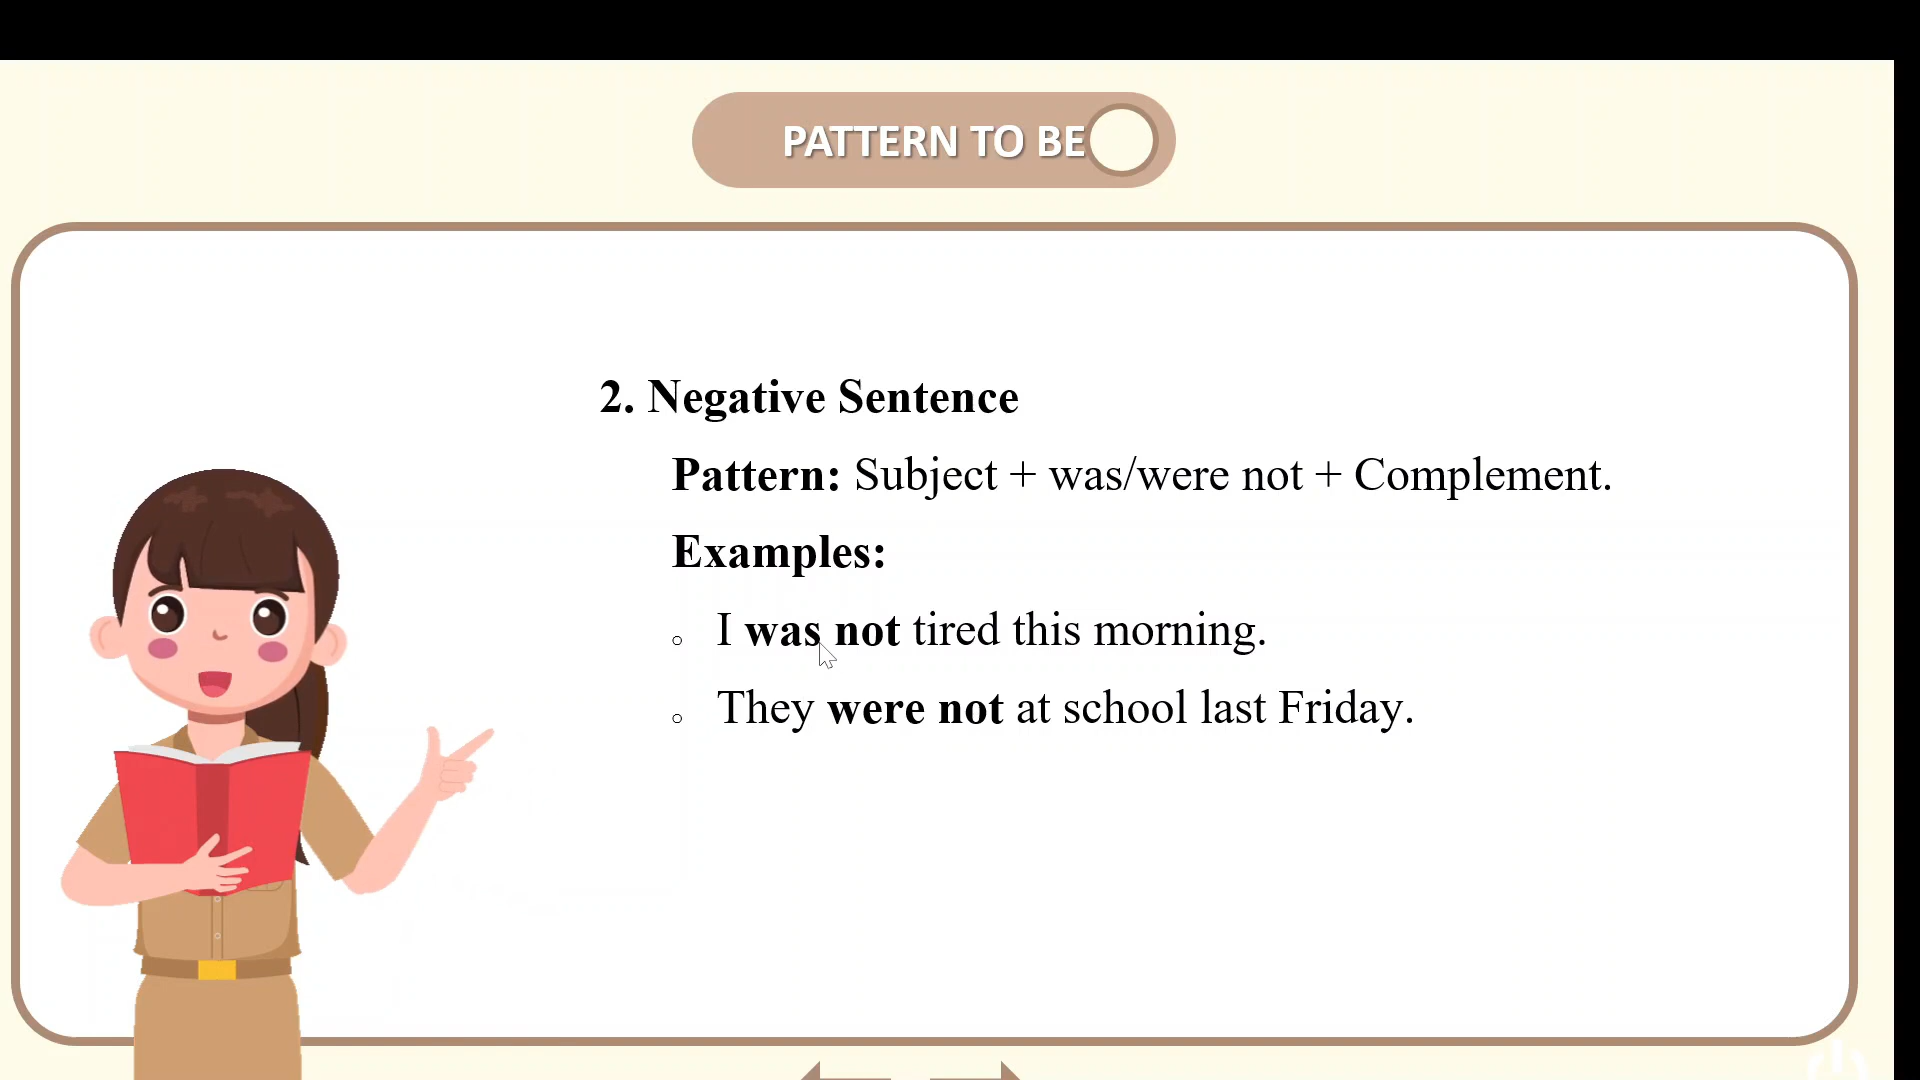 PATTERN TO BE
2. Negative Sentence
Pattern: Subject + was/were not + Complement.
Examples:
○ I was not tired this morning.
○ They were not at school last Friday.